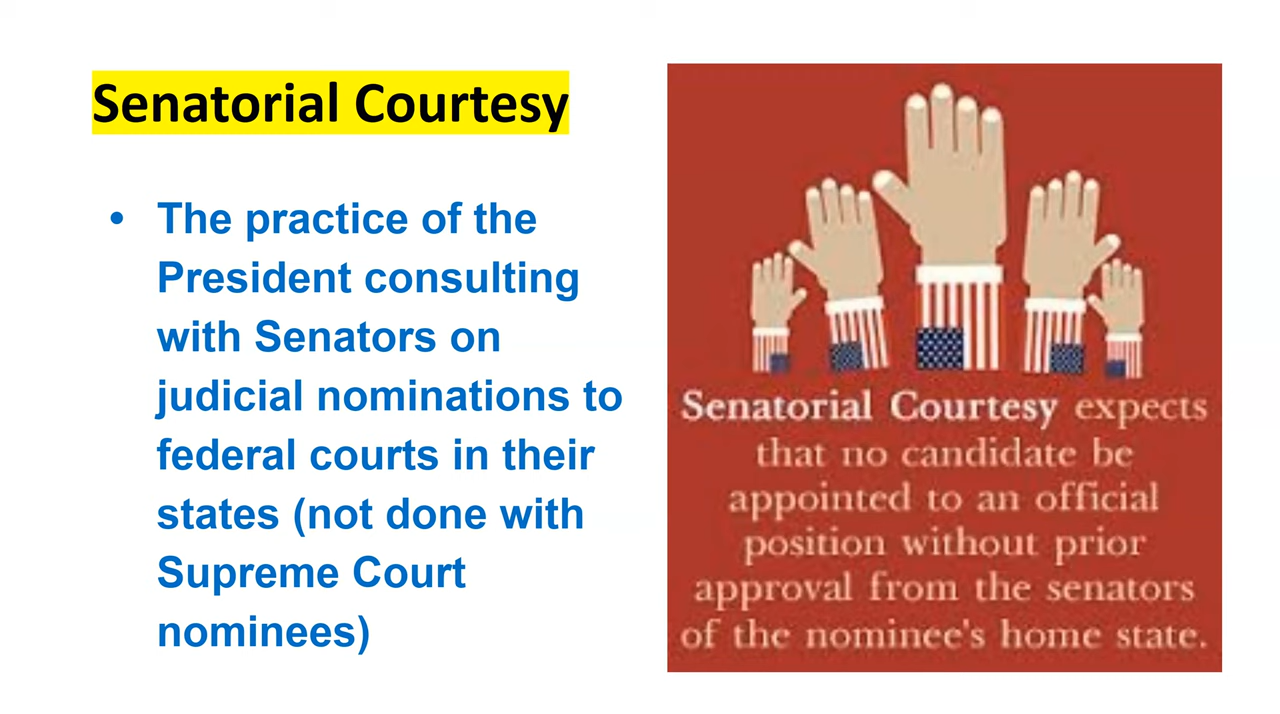 Senatorial Courtesy
• The practice of the
President consulting
with Senators on
judicial nominations to
federal courts in their
states (not done with
Supreme Court
nominees)
Senatorial Courtesy expects
that no candidate be
appointed to an official
position without prior
approval from the senators
of the nominee's home state.